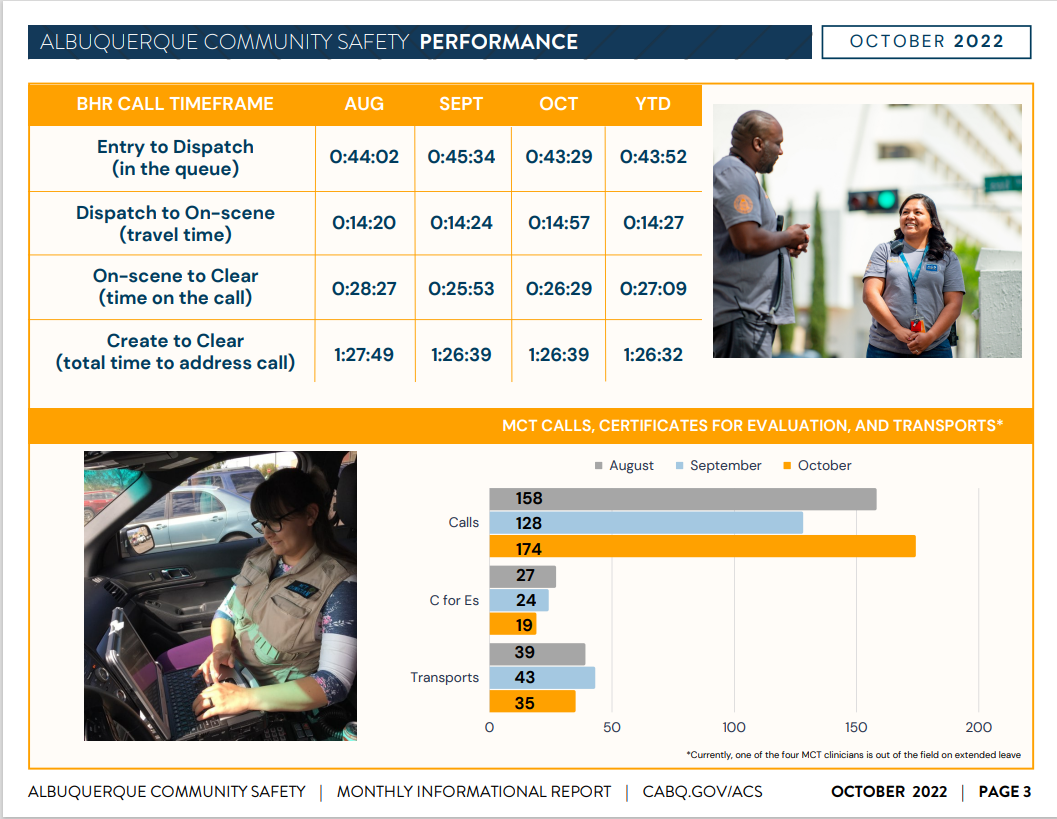 ALBUQUERQUE COMMUNITY SAFETY PERFORMANCE
OCTOBER 2022
BHR CALL TIMEFRAME AUG SEPT OCT YTD
Entry to Dispatch
(in the queue)
0:44:02 0:45:34 0:43:29 0:43:52
Dispatch to On-scene
(travel time)
0:14:20 0:14:24 0:14:57 0:14:27
On-scene to Clear
(time on the call)
0:28:27 0:25:53 0:26:29 0:27:09
Create to Clear
(total time to address call)
1:27:49 1:26:39 1:26:39 1:26:32
MCT CALLS, CERTIFICATES FOR EVALUATION, AND TRANSPORTS*
August September October
Calls
158
128
174
C for Es
27
24
19
Transports
39
43
35
0 50 100 150 200
*Currently, one of the four MCT clinicians is out of the field on extended leave
ALBUQUERQUE COMMUNITY SAFETY | MONTHLY INFORMATIONAL REPORT | CABQ.GOV/ACS
OCTOBER 2022 | PAGE 3